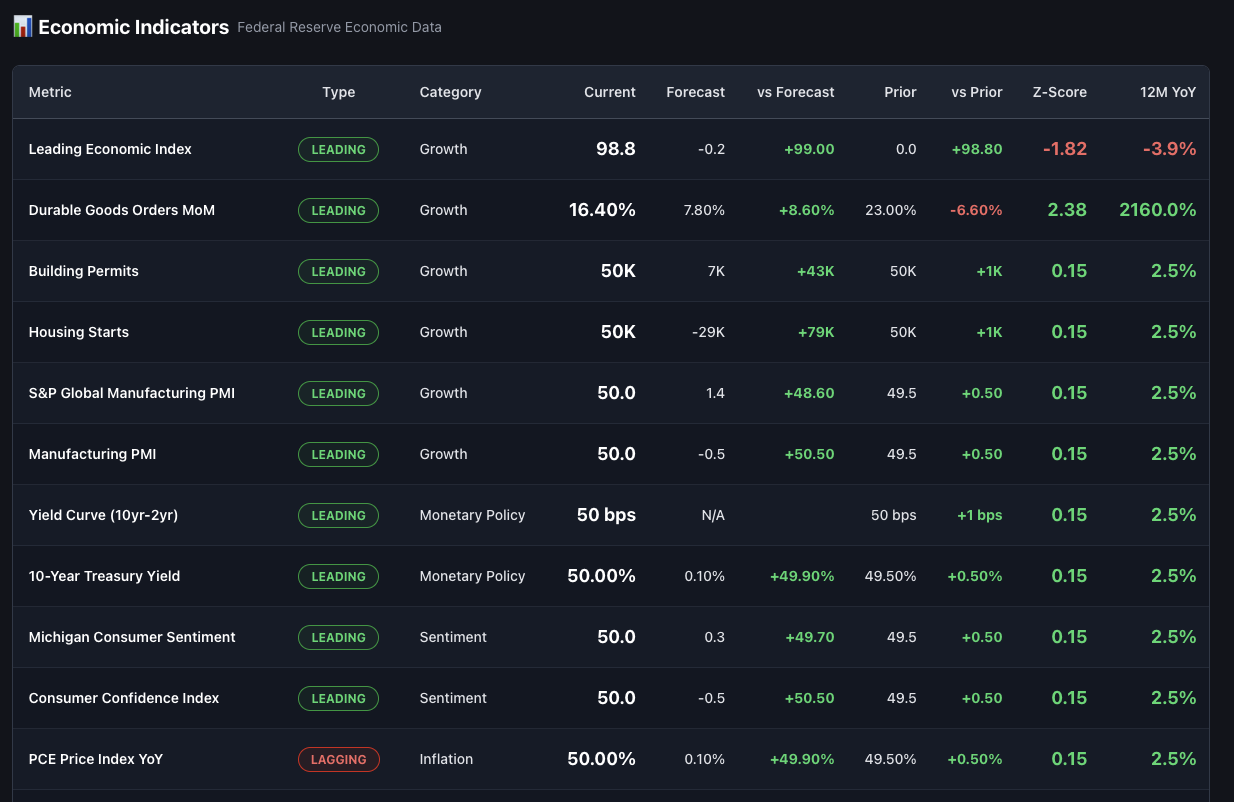 Economic Indicators Federal Reserve Economic Data
Metric Type Category Current Forecast vs Forecast Prior vs Prior Z-Score 12M YoY
Leading Economic Index LEADING Growth 98.8 -0.2 +99.00 0.0 +98.80 -1.82 -3.9%
Durable Goods Orders MoM LEADING Growth 16.40% 7.80% +8.60% 23.00% -6.60% 2.38 2160.0%
Building Permits LEADING Growth 50K 7K +43K 50K +1K 0.15 2.5%
Housing Starts LEADING Growth 50K -29K +79K 50K +1K 0.15 2.5%
S&P Global Manufacturing PMI LEADING Growth 50.0 1.4 +48.60 49.5 +0.50 0.15 2.5%
Manufacturing PMI LEADING Growth 50.0 -0.5 +50.50 49.5 +0.50 0.15 2.5%
Yield Curve (10yr-2yr) LEADING Monetary Policy 50 bps N/A 50 bps +1 bps 0.15 2.5%
10-Year Treasury Yield LEADING Monetary Policy 50.00% 0.10% +49.90% 49.50% +0.50% 0.15 2.5%
Michigan Consumer Sentiment LEADING Sentiment 50.0 0.3 +49.70 49.5 +0.50 0.15 2.5%
Consumer Confidence Index LEADING Sentiment 50.0 -0.5 +50.50 49.5 +0.50 0.15 2.5%
PCE Price Index YoY LAGGING Inflation 50.00% 0.10% +49.90% 49.50% +0.50% 0.15 2.5%